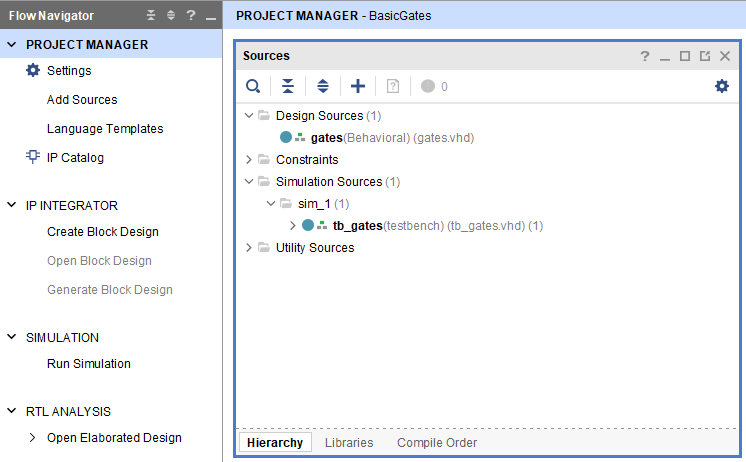 Flow Navigator
?
PROJECT MANAGER
Settings
Add Sources
Language Templates
IP Catalog
IP INTEGRATOR
Create Block Design
Open Block Design
Generate Block Design
SIMULATION
Run Simulation
RTL ANALYSIS
Open Elaborated Design
PROJECT MANAGER - BasicGates
Sources
?
? 0
Design Sources (1)
gates(Behavioral) (gates.vhd)
Constraints
Simulation Sources (1)
sim_1 (1)
tb_gates(testbench) (tb_gates.vhd) (1)
Utility Sources
Hierarchy Libraries Compile Order